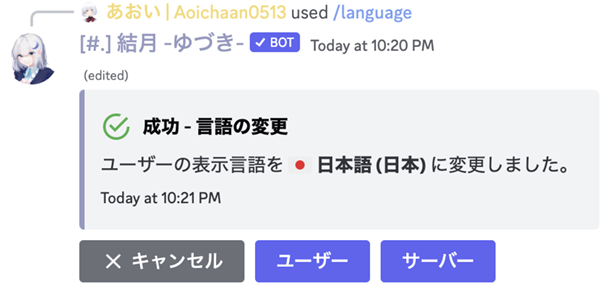 あおい | Aoichaan0513 used /language
[#.] 結月 -ゆづき- ✓ BOT Today at 10:20 PM
(edited)
成功 - 言語の変更
ユーザーの表示言語を 🇯🇵 日本語 (日本) に変更しました。
Today at 10:21 PM
✕ キャンセル ユーザー サーバー